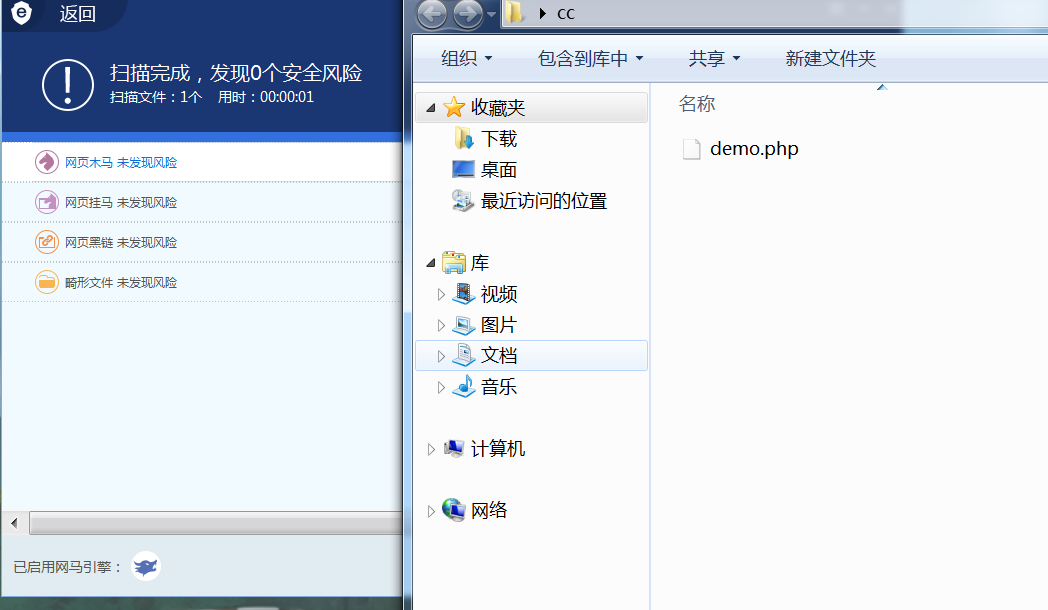 返回
扫描完成，发现0个安全风险
扫描文件：1个 用时：00:00:01
网页木马 未发现风险
网页挂马 未发现风险
网页黑链 未发现风险
畸形文件 未发现风险
已启用网马引擎：
cc
组织 包含到库中 共享 新建文件夹
收藏夹
下载
桌面
最近访问的位置
库
视频
图片
文档
音乐
计算机
网络
名称
demo.php